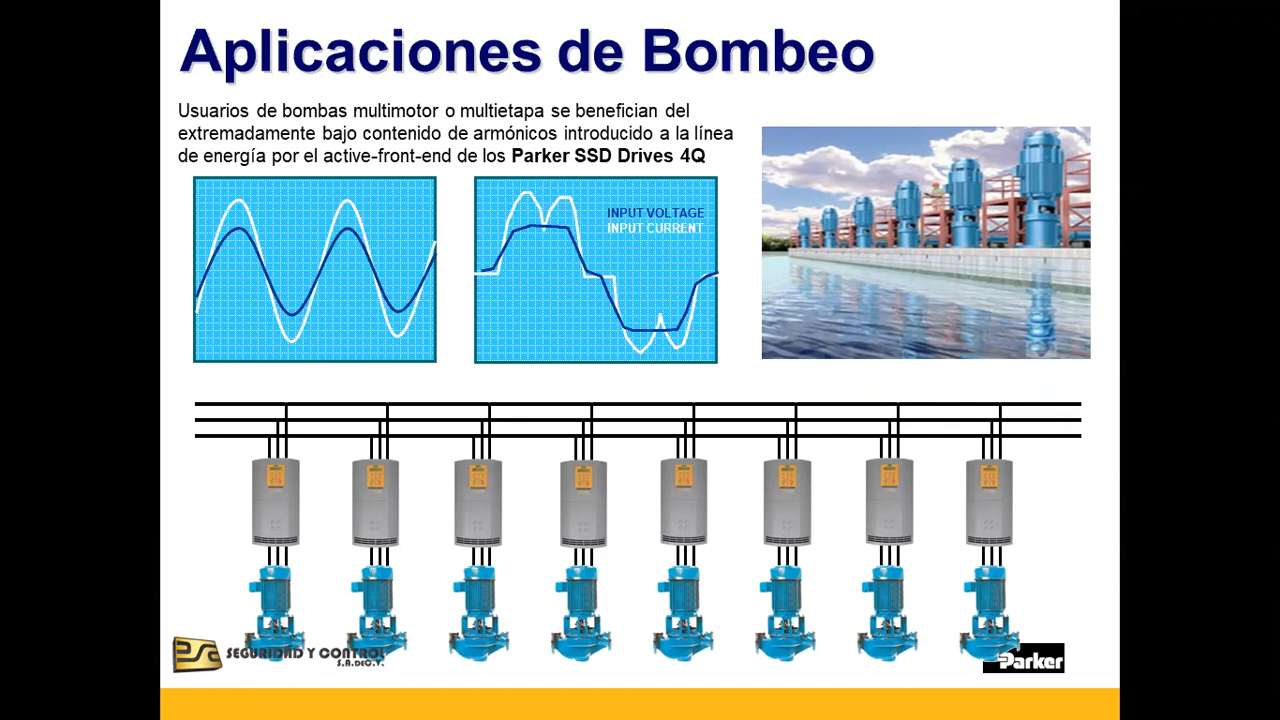 Aplicaciones de Bombeo
Usuarios de bombas multimotor o multietapa se benefician del
extremadamente bajo contenido de armónicos introducido a la línea
de energía por el active-front-end de los Parker SSD Drives 4Q
INPUT VOLTAGE
INPUT CURRENT
PSC
SEGURIDAD Y CONTROL
S.A.DEC.V.
Parker